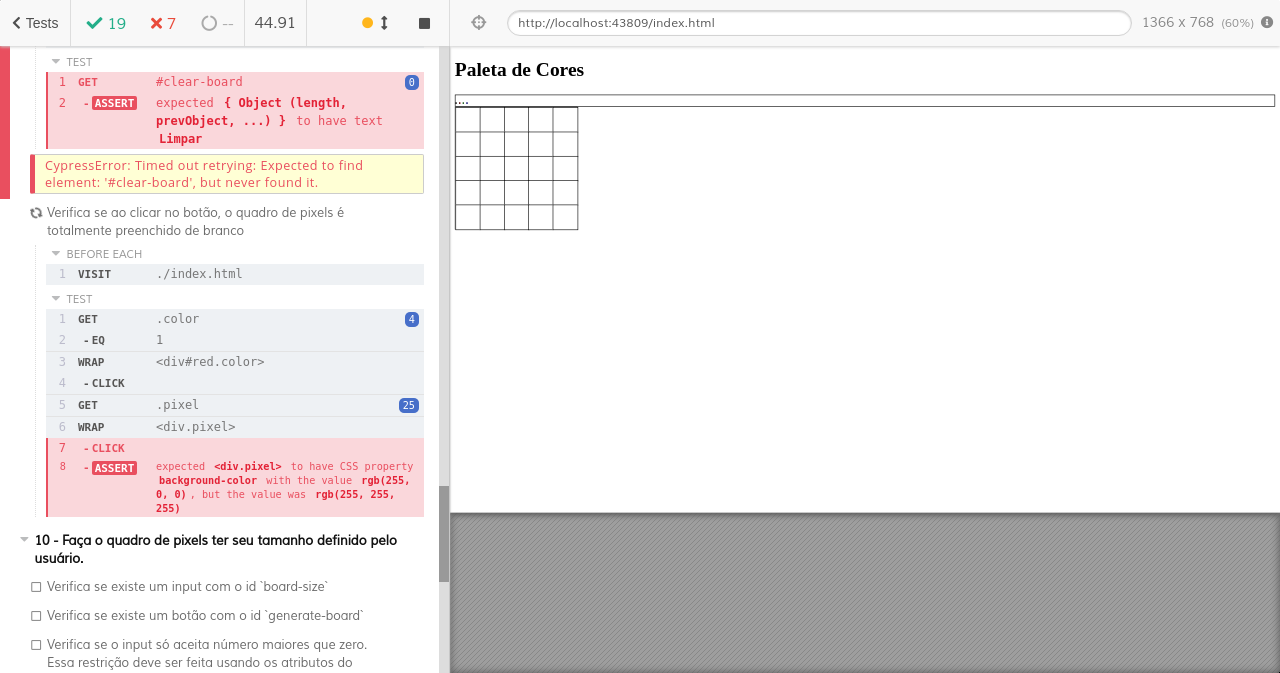 Tests 19 7 -- 44.91
http://localhost:43809/index.html 1366 x 768 (60%)
TEST
1 GET #clear-board 0
2 - ASSERT expected { Object (length,
prevObject, ...) } to have text
Limpar
CypressError: Timed out retrying: Expected to find
element: '#clear-board', but never found it.
Verifica se ao clicar no botão, o quadro de pixels é
totalmente preenchido de branco
BEFORE EACH
1 VISIT ./index.html
TEST
1 GET .color 4
2 - EQ 1
3 WRAP <div#red.color>
4 - CLICK
5 GET .pixel 25
6 WRAP <div.pixel>
7 - CLICK
8 - ASSERT expected <div.pixel> to have CSS property
background-color with the value rgb(255,
0, 0) , but the value was rgb(255, 255,
255)
10 - Faça o quadro de pixels ter seu tamanho definido pelo
usuário.
Verifica se existe um input com o id `board-size`
Verifica se existe um botão com o id `generate-board`
Verifica se o input só aceita número maiores que zero.
Essa restrição deve ser feita usando os atributos do
Paleta de Cores
....